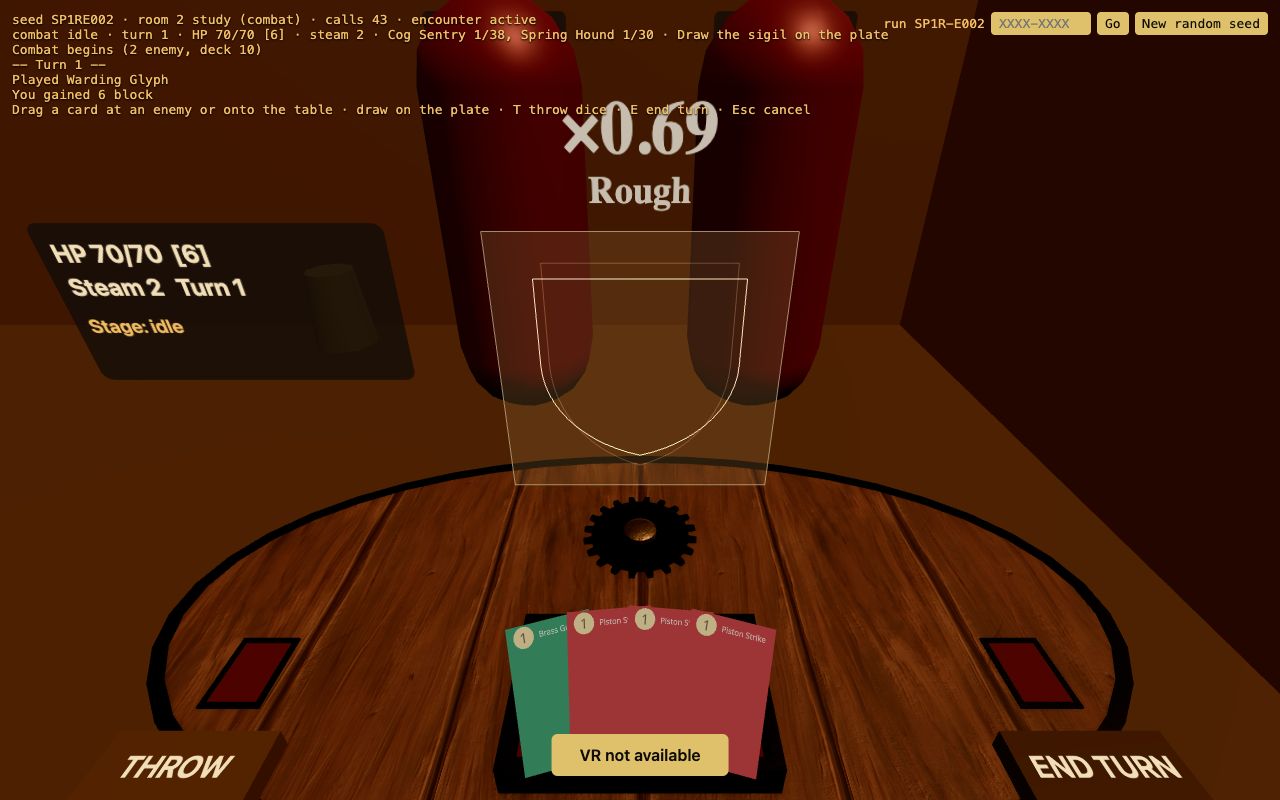 seed SP1RE002 · room 2 study (combat) · calls 43 · encounter active
combat idle · turn 1 · HP 70/70 [6] · steam 2 · Cog Sentry 1/38, Spring Hound 1/30 · Draw the sigil on the plate
Combat begins (2 enemy, deck 10)
—— Turn 1 ——
Played Warding Glyph
You gained 6 block
Drag a card at an enemy or onto the table · draw on the plate · T throw dice · E end turn · Esc cancel
run SP1R-E002 XXXX-XXXX Go New random seed
×0.69
Rough
HP 70/70 [6]
Steam 2 Turn 1
Stage: idle
1 Brass G
1 Piston S
1 Piston S
1 Piston Strike
VR not available
THROW
END TURN